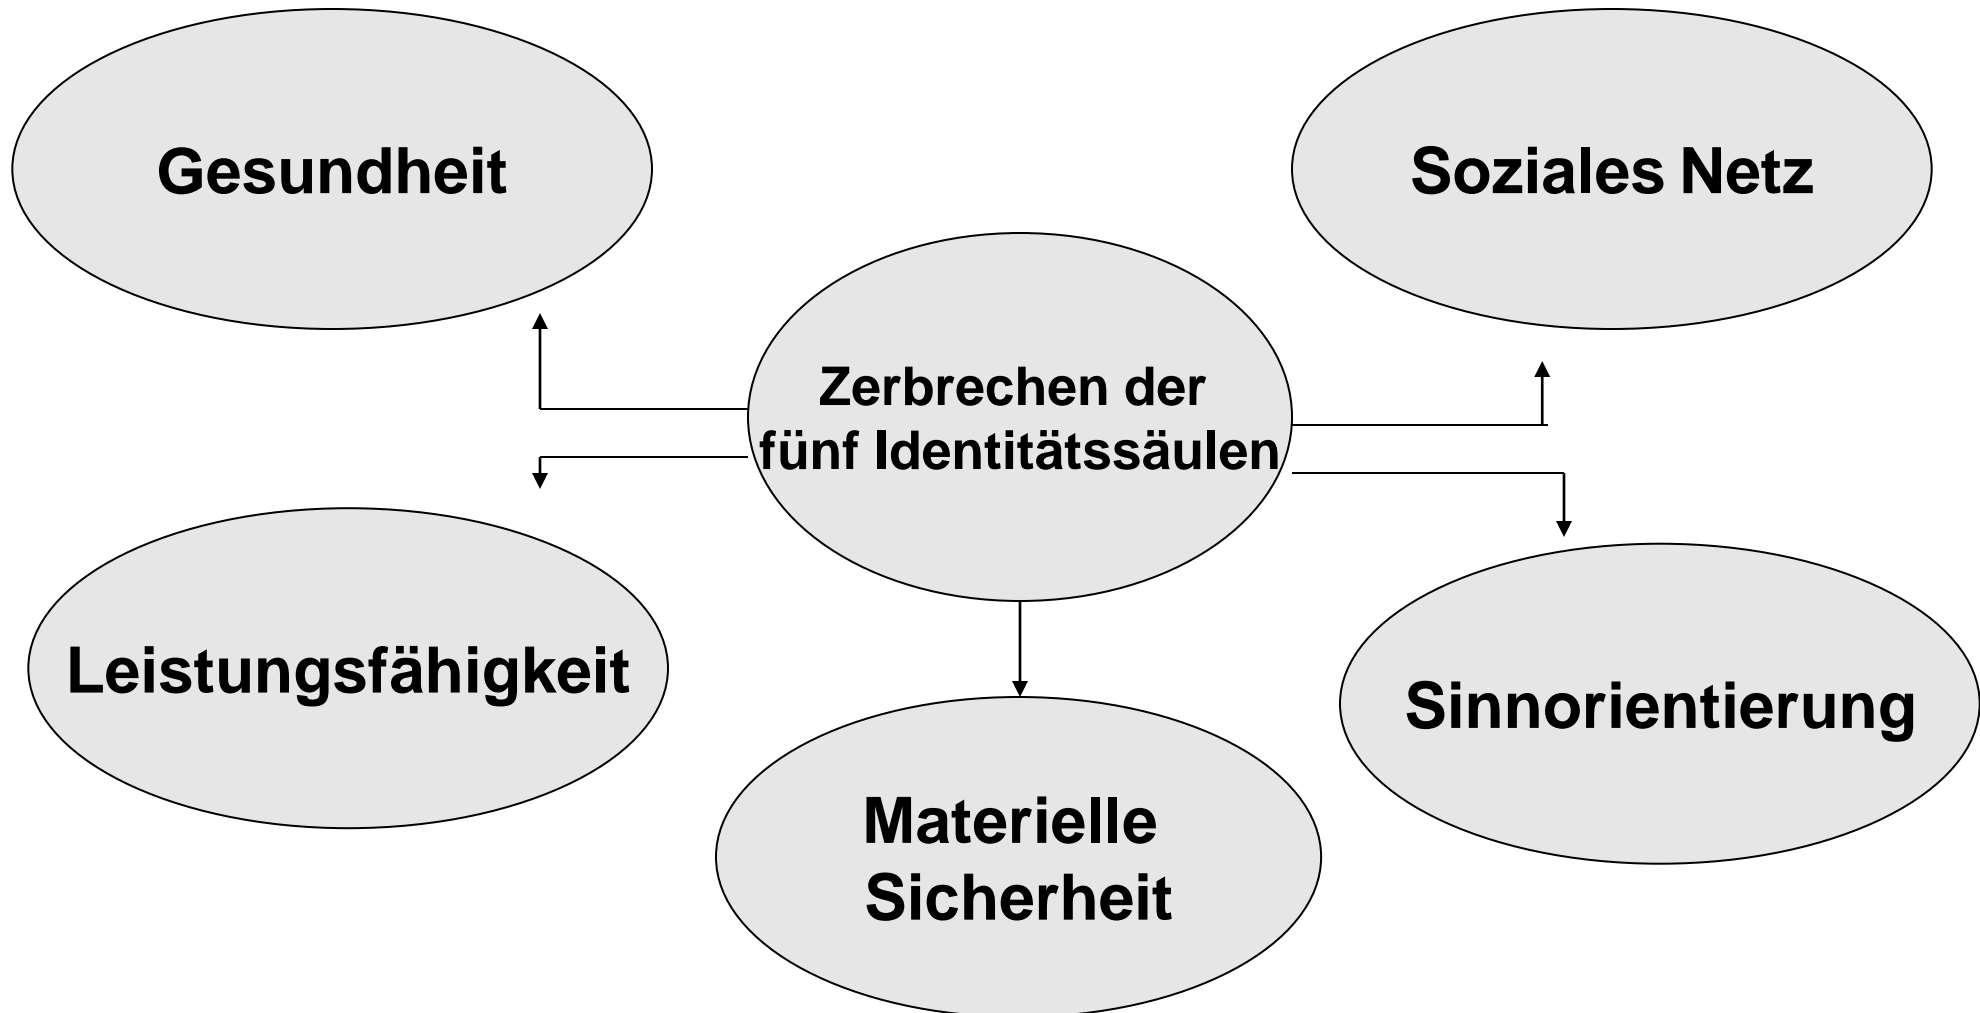 Gesundheit
Soziales Netz
Zerbrechen der
fünf Identitätssäulen
Leistungsfähigkeit
Sinnorientierung
Materielle
Sicherheit